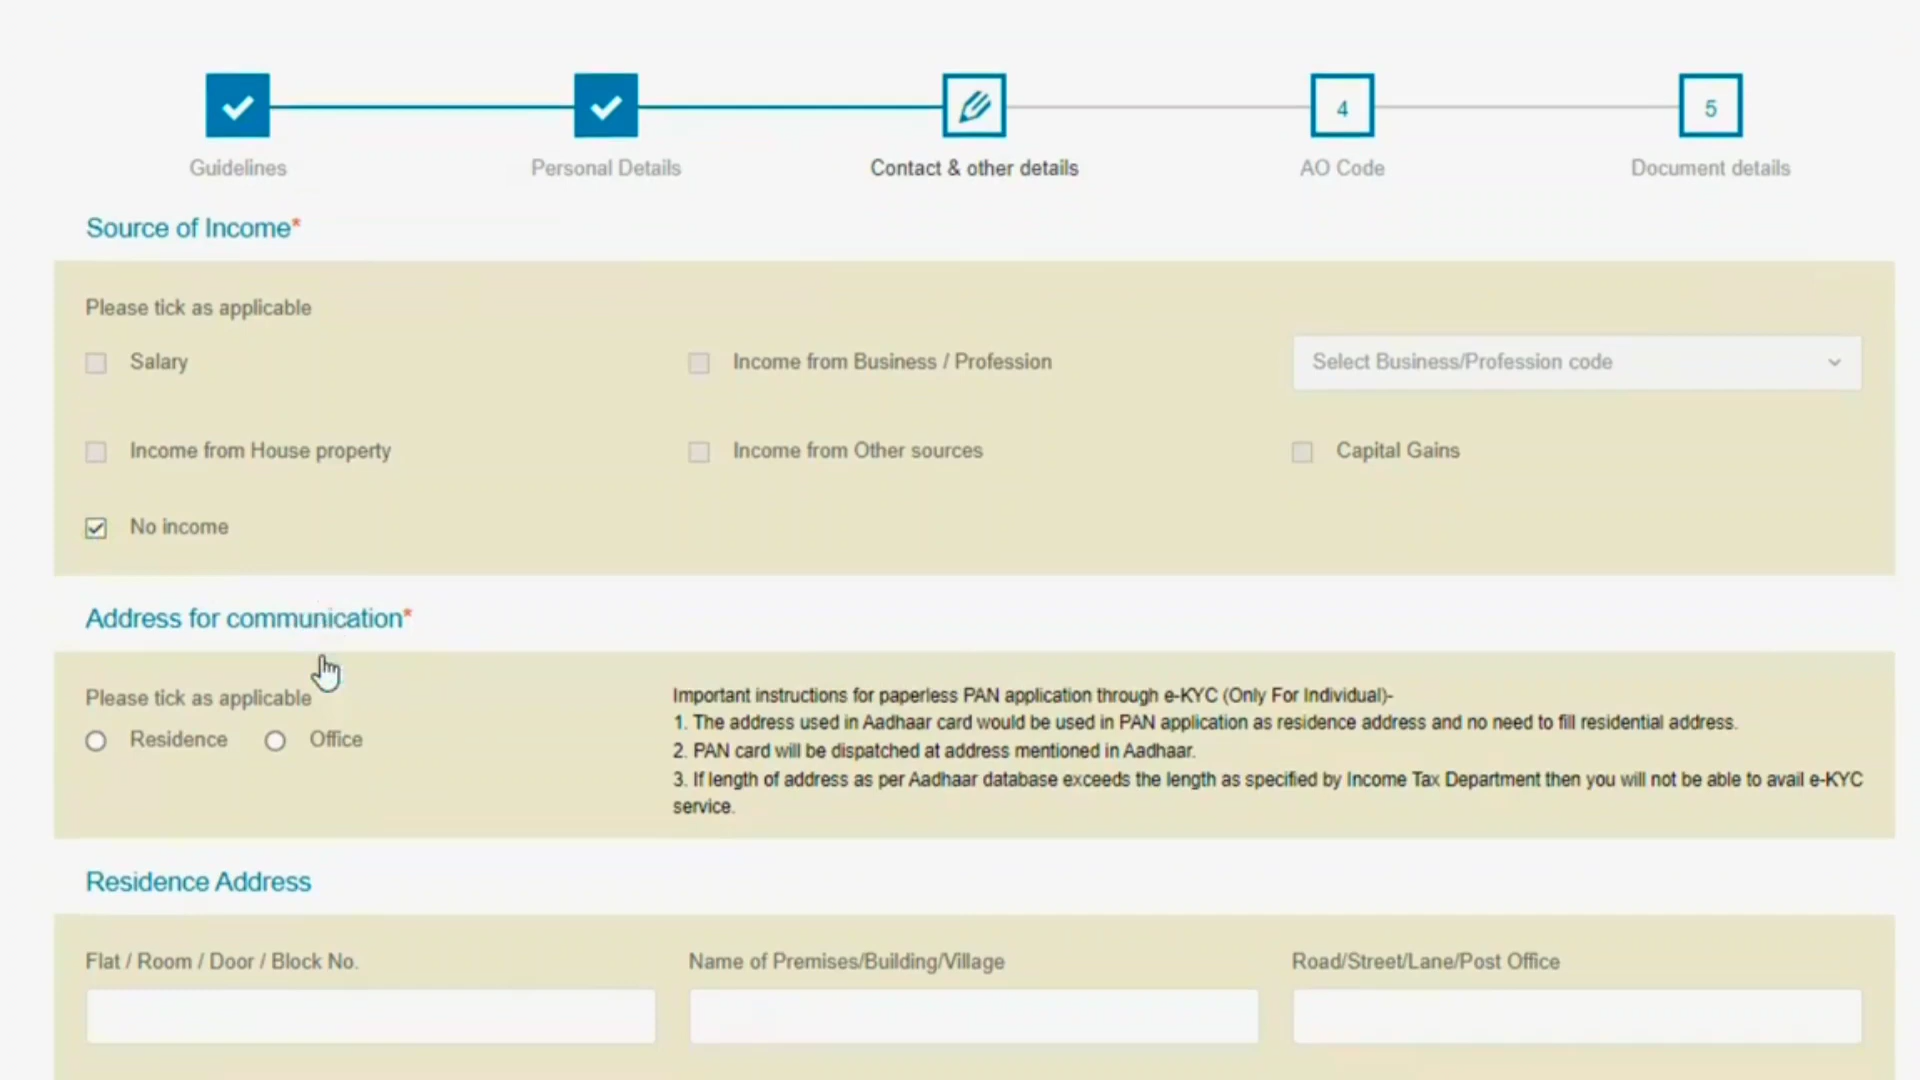 4
5
Guidelines
Personal Details
Contact & other details
AO Code
Document details
Source of Income*
Please tick as applicable
Salary
Income from Business / Profession
Select Business/Profession code
Income from House property
Income from Other sources
Capital Gains
No income
Address for communication*
Please tick as applicable
Residence
Office
Important instructions for paperless PAN application through e-KYC (Only For Individual)-
1. The address used in Aadhaar card would be used in PAN application as residence address and no need to fill residential address.
2. PAN card will be dispatched at address mentioned in Aadhaar.
3. If length of address as per Aadhaar database exceeds the length as specified by Income Tax Department then you will not be able to avail e-KYC
service.
Residence Address
Flat / Room / Door / Block No.
Name of Premises/Building/Village
Road/Street/Lane/Post Office